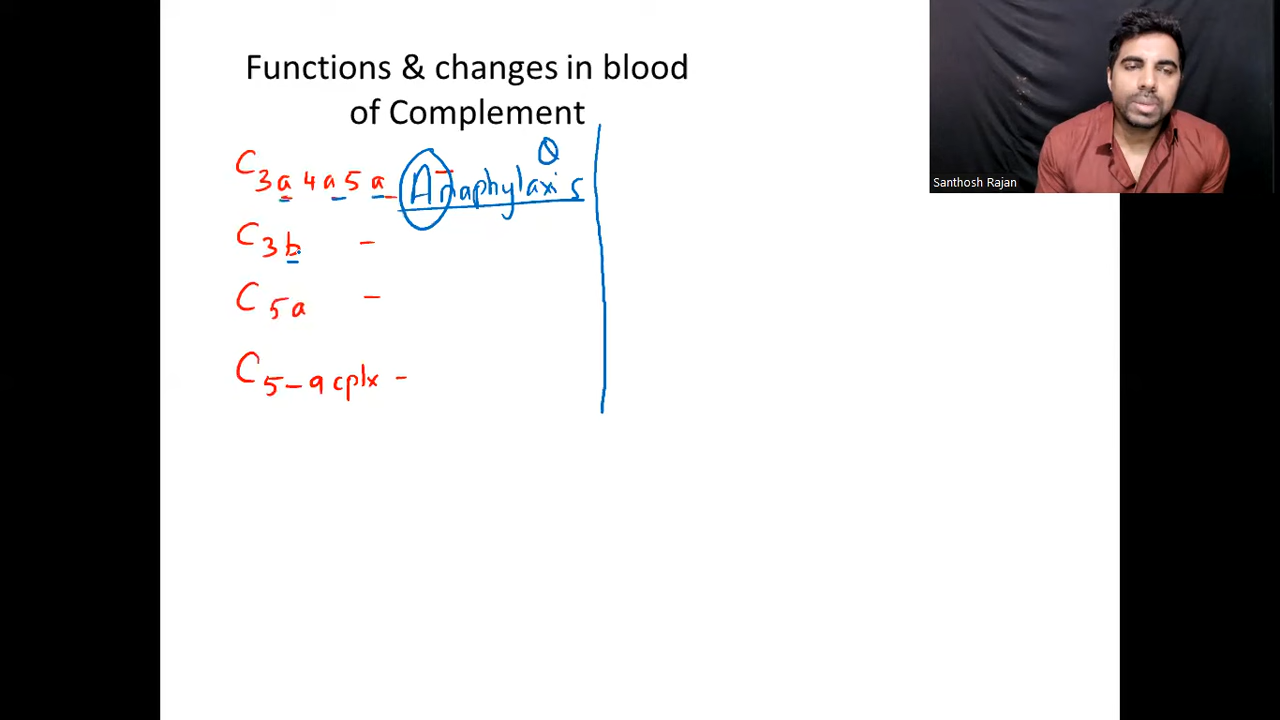 Functions & changes in blood
of Complement
C3a 4a 5a - Anaphylaxis
C3b -
C5a -
C5-9 cplx -
Santhosh Rajan